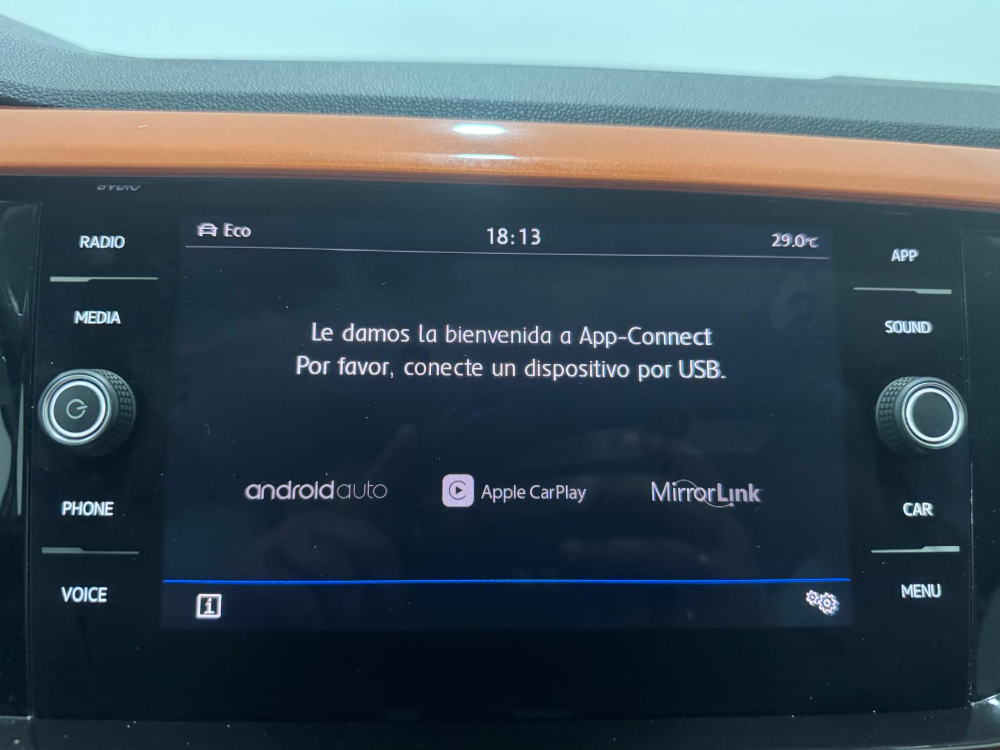 RADIO
MEDIA
PHONE
VOICE
Eco 18:13 29.0°C
Le damos la bienvenida a App-Connect
Por favor, conecte un dispositivo por USB.
androidauto Apple CarPlay MirrorLink
i
APP
SOUND
CAR
MENU